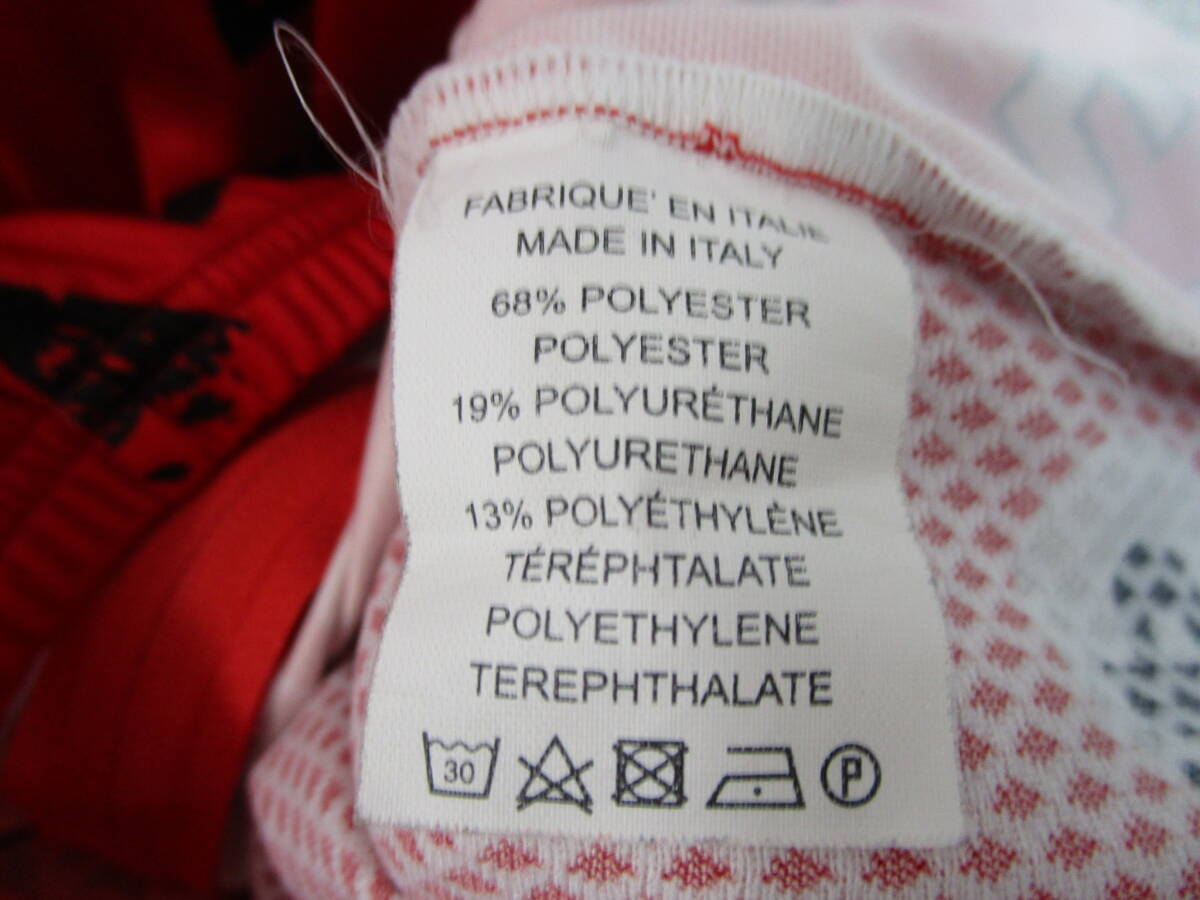 FABRIQUE' EN ITALIE
MADE IN ITALY
68% POLYESTER
POLYESTER
19% POLYURÉTHANE
POLYURETHANE
13% POLYÉTHYLÈNE
TÉRÉPHTALATE
POLYETHYLENE
TEREPHTHALATE
30 P